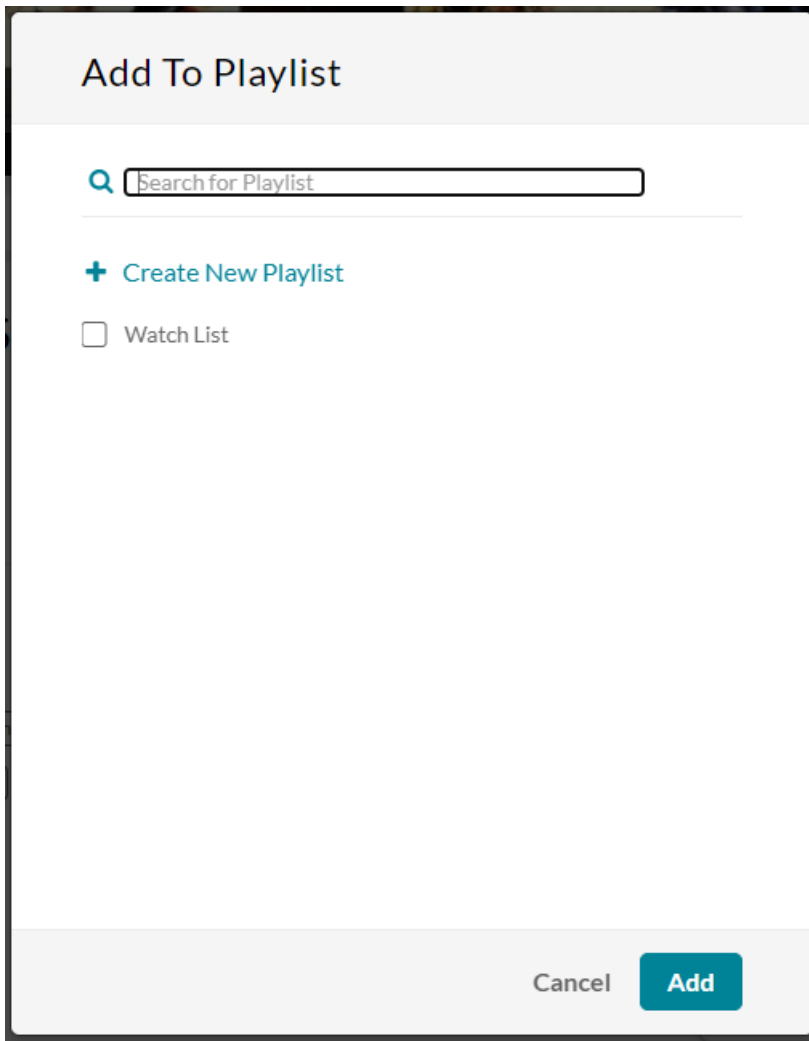 Add To Playlist
Search for Playlist
+ Create New Playlist
Watch List
Cancel Add